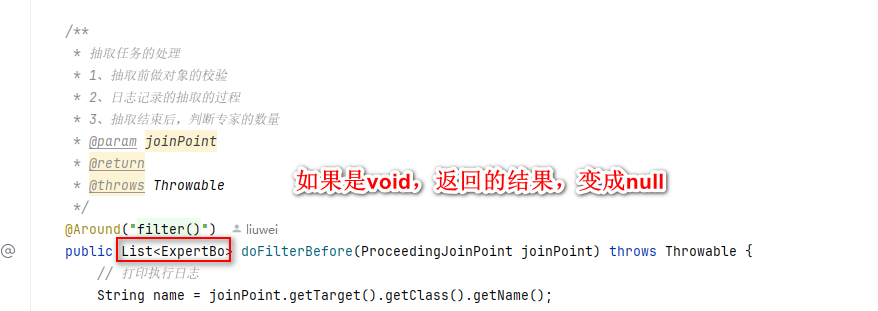 /**
* 抽取任务的处理
* 1、抽取前做对象的校验
* 2、日志记录的抽取的过程
* 3、抽取结束后，判断专家的数量
* @param joinPoint
* @return
* @throws Throwable
如果是void，返回的结果，变成null
*/
@Around("filter()") liuwei
public List<ExpertBo> doFilterBefore(ProceedingJoinPoint joinPoint) throws Throwable {
// 打印执行日志
String name = joinPoint.getTarget().getClass().getName();